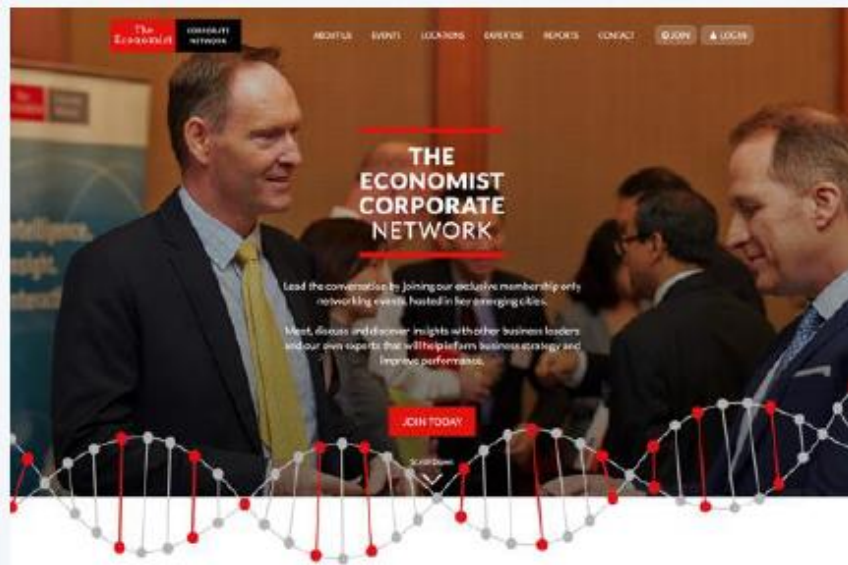 The
Economist
CORPORATE
NETWORK
ABOUT US EVENTS LOCATIONS EXPERTISE REPORTS CONTACT JOIN LOGIN
THE
ECONOMIST
CORPORATE
NETWORK
Lead the conversation by joining our exclusive membership only
networking events, hosted in key emerging cities.
Meet, discuss and discover insights with other business leaders
and our own experts that will help inform business strategy and
improve performance.
JOIN TODAY
Scroll Down